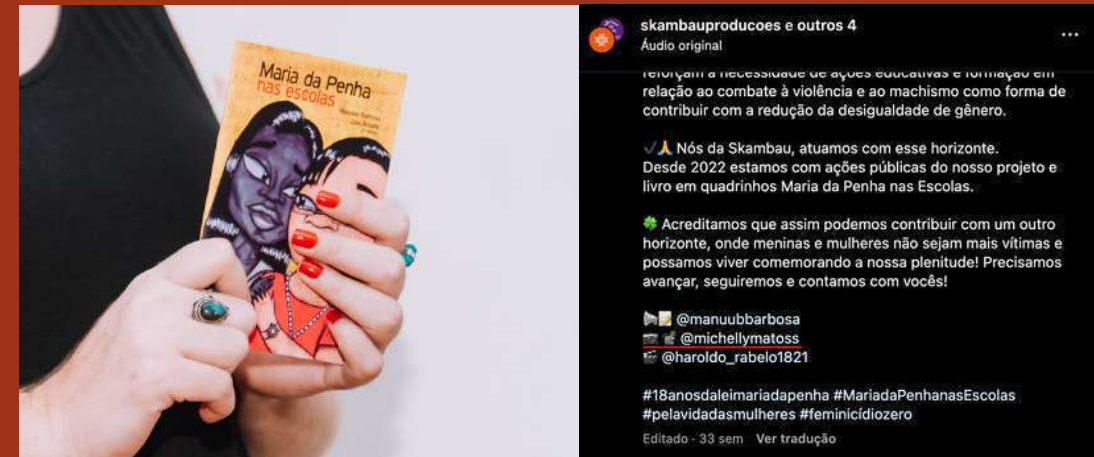 Maria da Penha
nas escolas
skambauproducoes e outros 4
Áudio original
reforçam a necessidade de ações educativas e formação em
relação ao combate à violência e ao machismo como forma de
contribuir com a redução da desigualdade de gênero.
Nós da Skambau, atuamos com esse horizonte.
Desde 2022 estamos com ações públicas do nosso projeto e
livro em quadrinhos Maria da Penha nas Escolas.
Acreditamos que assim podemos contribuir com um outro
horizonte, onde meninas e mulheres não sejam mais vítimas e
possamos viver comemorando a nossa plenitude! Precisamos
avançar, seguiremos e contamos com vocês!
@manuubbarbosa
@michellymatoss
@haroldo_rabelo1821
#18anosdaleimariadapenha #MariadaPenhanasEscolas
#pelavidadasmulheres #feminicídiozero
Editado · 33 sem Ver tradução